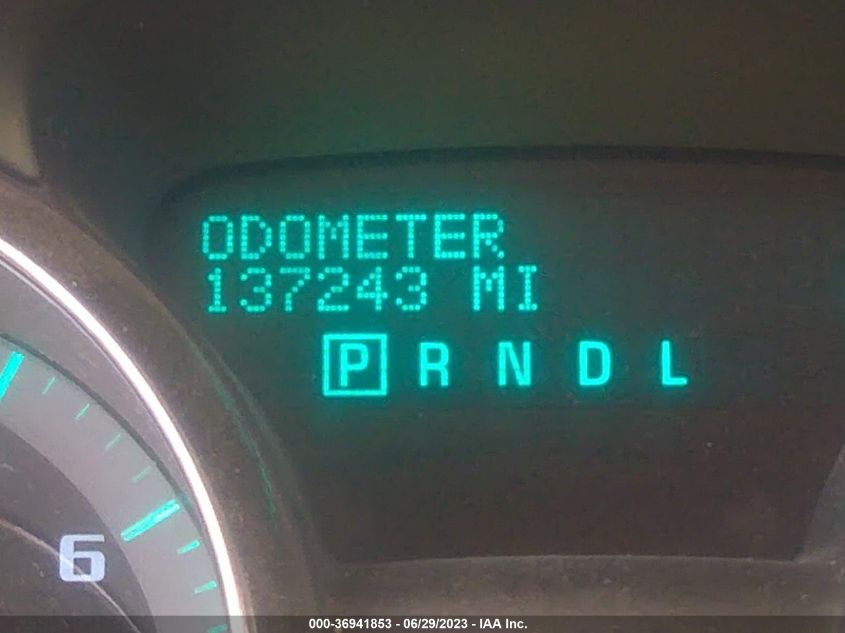 ODOMETER
137243 MI
P R N D L
6
000-36941853 - 06/29/2023 - IAA Inc.